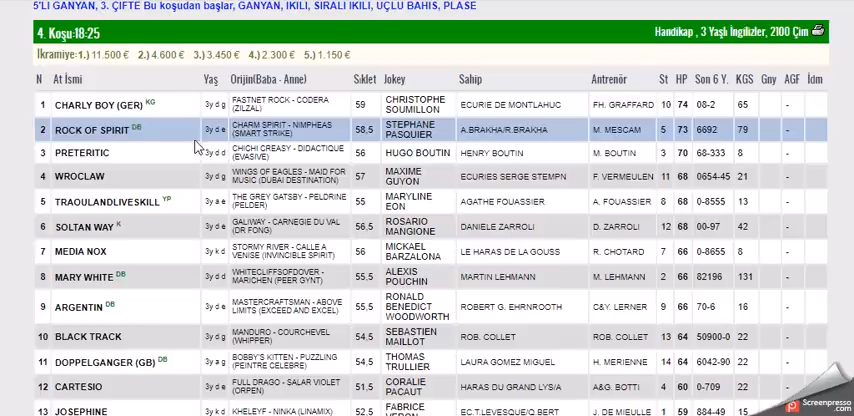 5'Lİ GANYAN, 3. ÇİFTE Bu koşudan başlar, GANYAN, İKİLİ, SIRALI İKİLİ, ÜÇLÜ BAHİS, PLASE
4. Koşu:18:25 Handikap , 3 Yaşlı İngilizler, 2100 Çim
İkramiye: 1.) 11.500 € 2.) 4.600 € 3.) 3.450 € 4.) 2.300 € 5.) 1.150 €
N At İsmi Yaş Orijin(Baba - Anne) Sıklet Jokey Sahip Antrenör St HP Son 6 Y. KGS Gny AGF İdm
1 CHARLY BOY (GER) KG 3y d g FASTNET ROCK - CODERA (ZILZAL) 59 CHRISTOPHE SOUMILLON ECURIE DE MONTLAHUC FH. GRAFFARD 10 74 08-2 65 -
2 ROCK OF SPIRIT DB 3y d e CHARM SPIRIT - NIMPHEAS (SMART STRIKE) 58,5 STEPHANE PASQUIER A.BRAKHA/R.BRAKHA M. MESCAM 5 73 6692 79 -
3 PRETERITIC 3y d d CHICHI CREASY - DIDACTIQUE (EVASIVE) 56 HUGO BOUTIN HENRY BOUTIN M. BOUTIN 3 70 68-333 8 -
4 WROCLAW 3y d g WINGS OF EAGLES - MAID FOR MUSIC (DUBAI DESTINATION) 57 MAXIME GUYON ECURIES SERGE STEMPN F. VERMEULEN 11 68 0654-45 21 -
5 TRAOULANDLIVESKILL YP 3y a e THE GREY GATSBY - PELDRINE (PELDER) 55 MARYLINE EON AGATHE FOUASSIER A. FOUASSIER 8 68 0-8555 13 -
6 SOLTAN WAY K 3y d e GALIWAY - CARNEGIE DU VAL (DR FONG) 56,5 ROSARIO MANGIONE DANIELE ZARROLI D. ZARROLI 12 68 00-97 42 -
7 MEDIA NOX 3y k d STORMY RIVER - CALLE A VENISE (INVINCIBLE SPIRIT) 56 MICKAEL BARZALONA LE HARAS DE LA GOUSS R. CHOTARD 7 66 0-8655 8 -
8 MARY WHITE DB 3y d d WHITECLIFFSOFDOVER - MARICHEN (PEER GYNT) 55,5 ALEXIS POUCHIN MARTIN LEHMANN M. LEHMANN 2 66 82196 131 -
9 ARGENTIN DB 3y d e MASTERCRAFTSMAN - ABOVE LIMITS (EXCEED AND EXCEL) 55,5 RONALD BENEDICT WOODWORTH ROBERT G. EHRNROOTH C&Y. LERNER 9 66 70-6 16 -
10 BLACK TRACK 3y d g MANDURO - COURCHEVEL (WHIPPER) 54,5 SEBASTIEN MAILLOT ROB. COLLET ROB. COLLET 13 64 50900-0 22 -
11 DOPPELGANGER (GB) DB 3y a g BOBBY'S KITTEN - PUZZLING (PEINTRE CELEBRE) 54,5 THOMAS TRULLIER LAURA GOMEZ MIGUEL H. MERIENNE 14 64 6042-90 22 -
12 CARTESIO 3y d e FULL DRAGO - SALAR VIOLET (ORPEN) 51,5 CORALIE PACAUT HARAS DU GRAND LYS/A A&G. BOTTI 4 60 0-709 22 -
13 JOSEPHINE 3y k d KHELEYF - NINKA (LINAMIX) 52,5 FABRICE VERON EC.T.LEVESQUE/Q.BERT J. DE MIEULLE 1 59 884-49 15
Screenpresso
.com